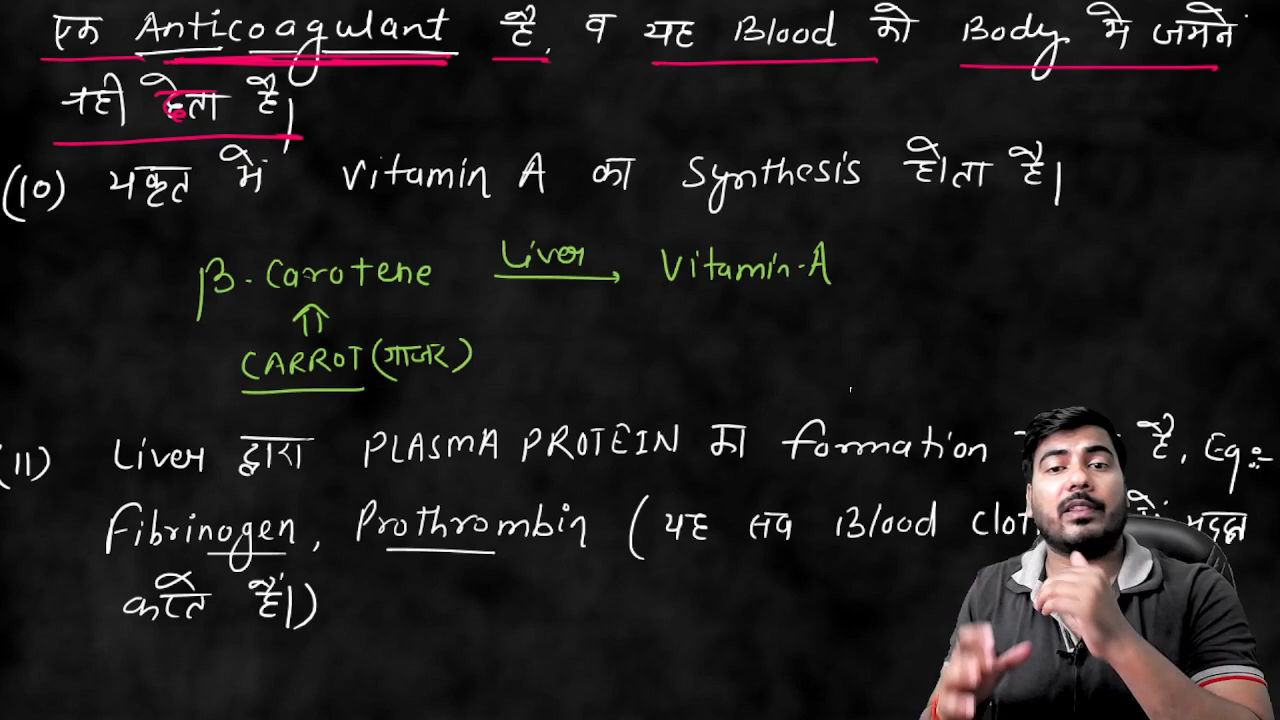 एक Anticoagulant है, व यह Blood को Body में जमने
नही देता है।
(10) यकृत में Vitamin A का Synthesis होता है।
β-Carotene Liver Vitamin-A
CARROT (गाजर)
(11) Liver द्वारा PLASMA PROTEIN का formation है, Eg:-
Fibrinogen, Prothrombin (यह सब Blood में मदद
करते हैं।)